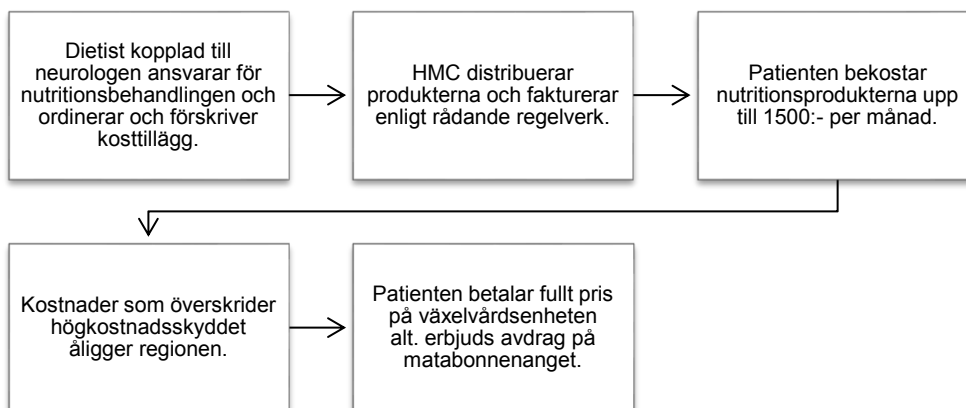 Dietist kopplad till
neurologen ansvarar för
nutritionsbehandlingen och
ordinerar och förskriver
kosttillägg.
HMC distribuerar
produkterna och fakturerar
enligt rådande regelverk.
Patienten bekostar
nutritionsprodukterna upp
till 1500:- per månad.
Kostnader som överskrider
högkostnadsskyddet
åligger regionen.
Patienten betalar fullt pris
på växelvårdsenheten
alt. erbjuds avdrag på
matabonnenanget.